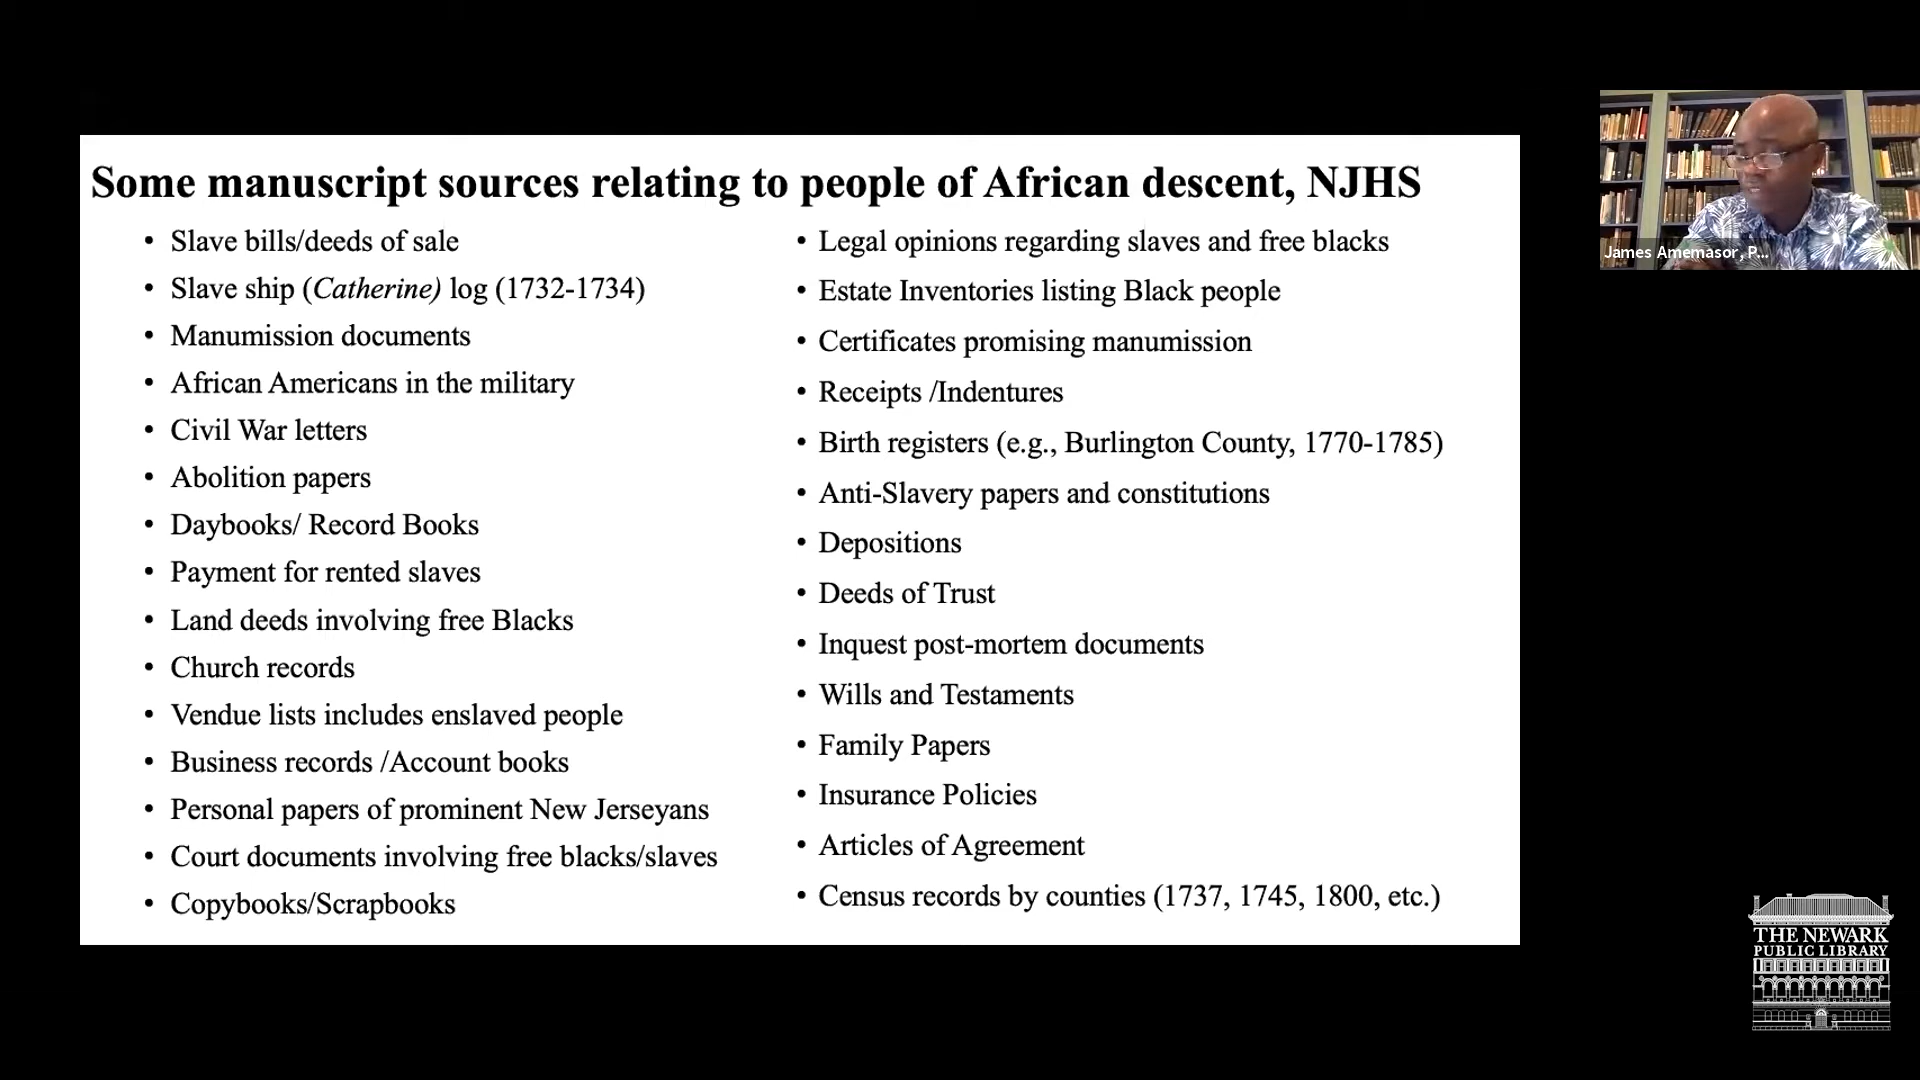 Some manuscript sources relating to people of African descent, NJHS
• Slave bills/deeds of sale
• Slave ship (Catherine) log (1732-1734)
• Manumission documents
• African Americans in the military
• Civil War letters
• Abolition papers
• Daybooks/ Record Books
• Payment for rented slaves
• Land deeds involving free Blacks
• Church records
• Vendue lists includes enslaved people
• Business records /Account books
• Personal papers of prominent New Jerseyans
• Court documents involving free blacks/slaves
• Copybooks/Scrapbooks
• Legal opinions regarding slaves and free blacks
• Estate Inventories listing Black people
• Certificates promising manumission
• Receipts /Indentures
• Birth registers (e.g., Burlington County, 1770-1785)
• Anti-Slavery papers and constitutions
• Depositions
• Deeds of Trust
• Inquest post-mortem documents
• Wills and Testaments
• Family Papers
• Insurance Policies
• Articles of Agreement
• Census records by counties (1737, 1745, 1800, etc.)
James Amemasor, P...
THE NEWARK
PUBLIC LIBRARY